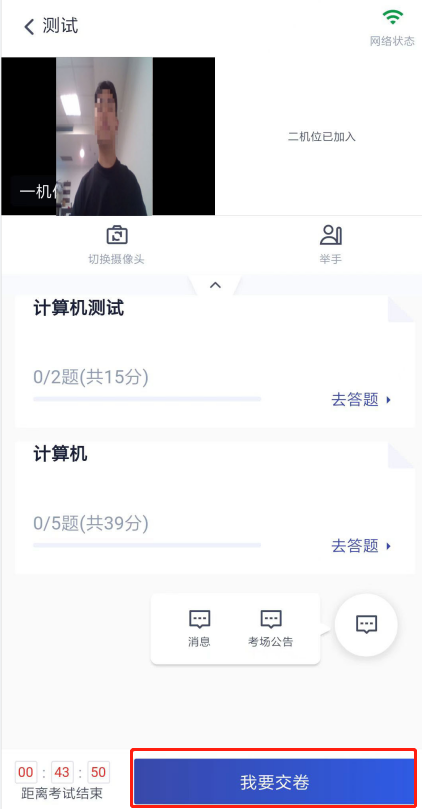 测试
网络状态
二机位已加入
一机
切换摄像头
举手
计算机测试
0/2题(共15分)
去答题
计算机
0/5题(共39分)
去答题
消息
考场公告
00 : 43 : 50
距离考试结束
我要交卷